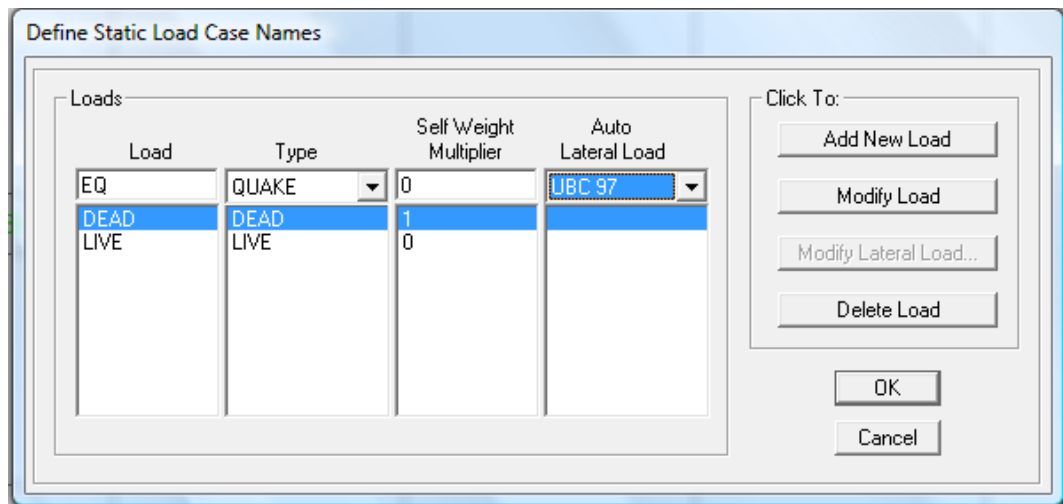 Define Static Load Case Names
Loads
Click To:
Self Weight Auto
Load Type Multiplier Lateral Load
EQ QUAKE 0 UBC 97
DEAD DEAD 1
LIVE LIVE 0
Add New Load
Modify Load
Modify Lateral Load...
Delete Load
OK
Cancel